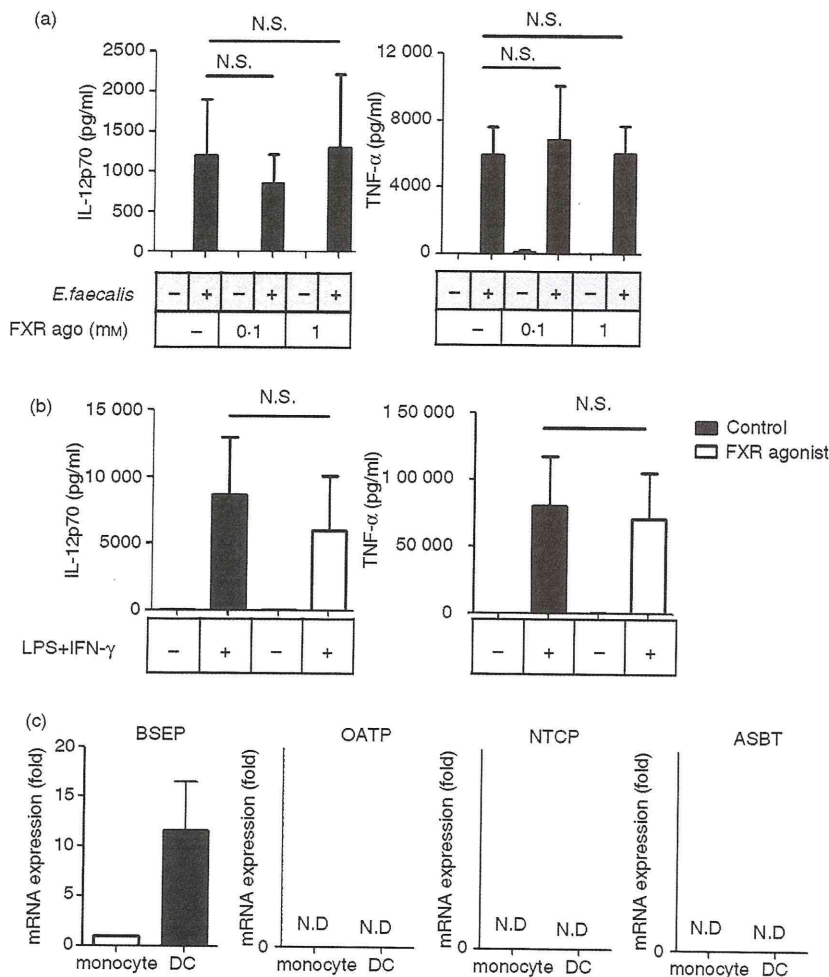 (a)
N.S.
N.S.
2500
2000
1500
1000
500
0
IL-12p70 (pg/ml)
N.S.
N.S.
12 000
8000
4000
0
TNF-α (pg/ml)
E.faecalis
− + − + − +
− + − + − +
FXR ago (mM)
− 0·1 1
− 0·1 1
(b)
N.S.
15 000
10 000
5000
0
IL-12p70 (pg/ml)
N.S.
1 50 000
1 00 000
50 000
0
TNF-α (pg/ml)
Control
FXR agonist
LPS+IFN-γ
− + − +
− + − +
(c)
BSEP
20
15
10
5
0
mRNA expression (fold)
monocyte DC
OATP
mRNA expression (fold)
N.D N.D
0
monocyte DC
NTCP
mRNA expression (fold)
N.D N.D
0
monocyte DC
ASBT
mRNA expression (fold)
N.D N.D
0
monocyte DC